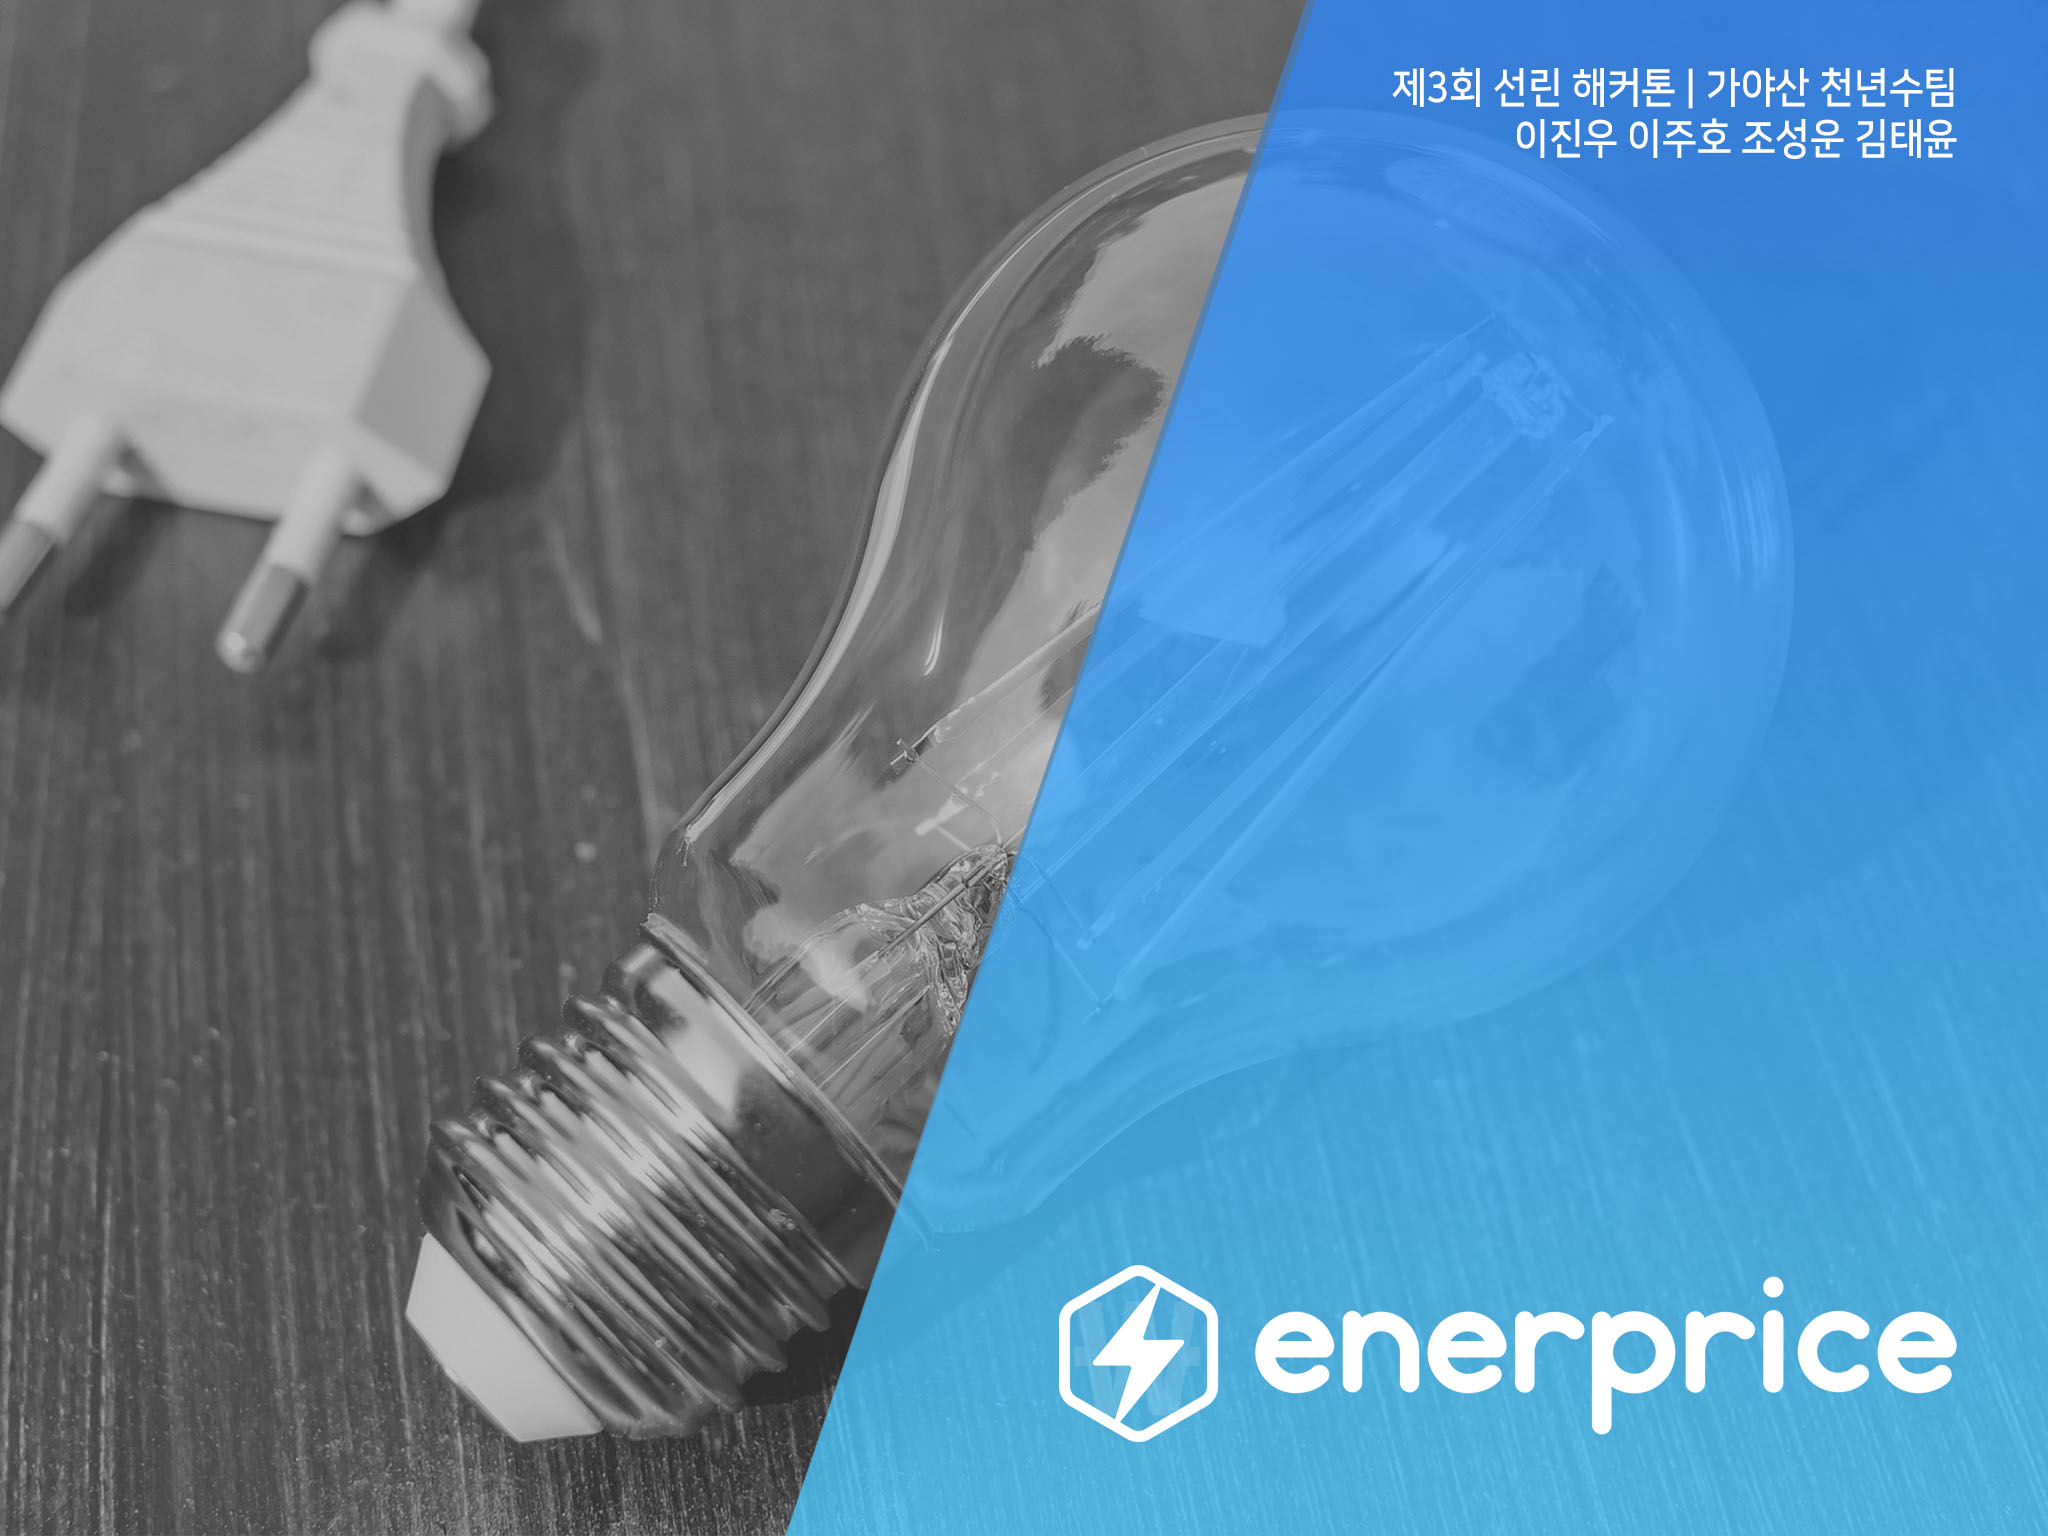 제3회 선린 해커톤 | 가야산 천년수팀
이진우 이주호 조성운 김태윤
enerprice